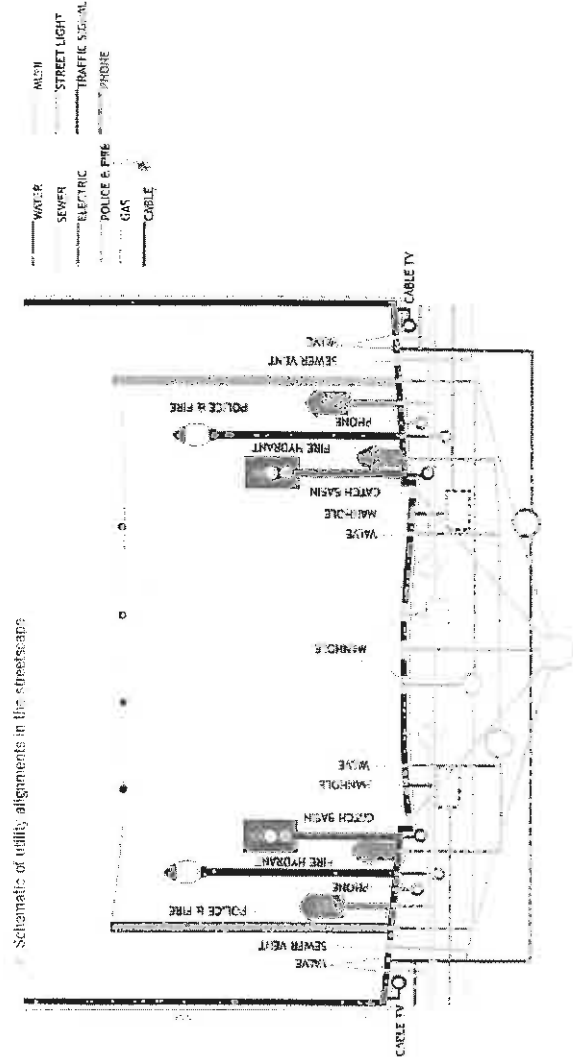 Schematic of utility alignments in the streetscape
WATER
SEWER
ELECTRIC
POLICE & FIRE
GAS
CABLE
MUNI
STREET LIGHT
TRAFFIC SIGNAL
PHONE
CABLE TV
VALVE
SEWER VENT
POLICE & FIRE
PHONE
FIRE HYDRANT
CATCH BASIN
MANHOLE
VALVE
MANHOLE
VALVE
MANHOLE
CATCH BASIN
FIRE HYDRANT
PHONE
POLICE & FIRE
SEWER VENT
VALVE
CABLE TV